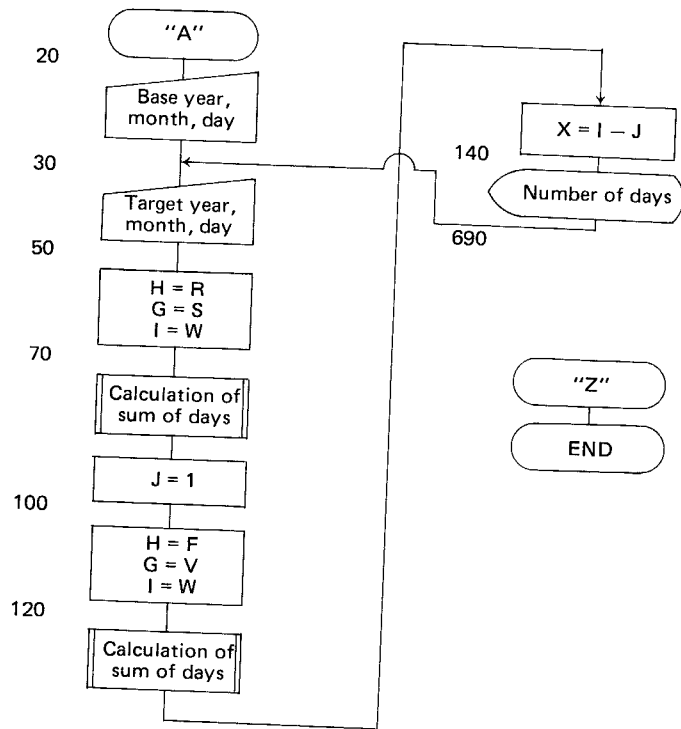 20
"A"
Base year,
month, day
30
Target year,
month, day
50
H = R
G = S
I = W
70
Calculation of
sum of days
J = 1
100
H = F
G = V
I = W
120
Calculation of
sum of days
X = I − J
140
Number of days
690
"Z"
END